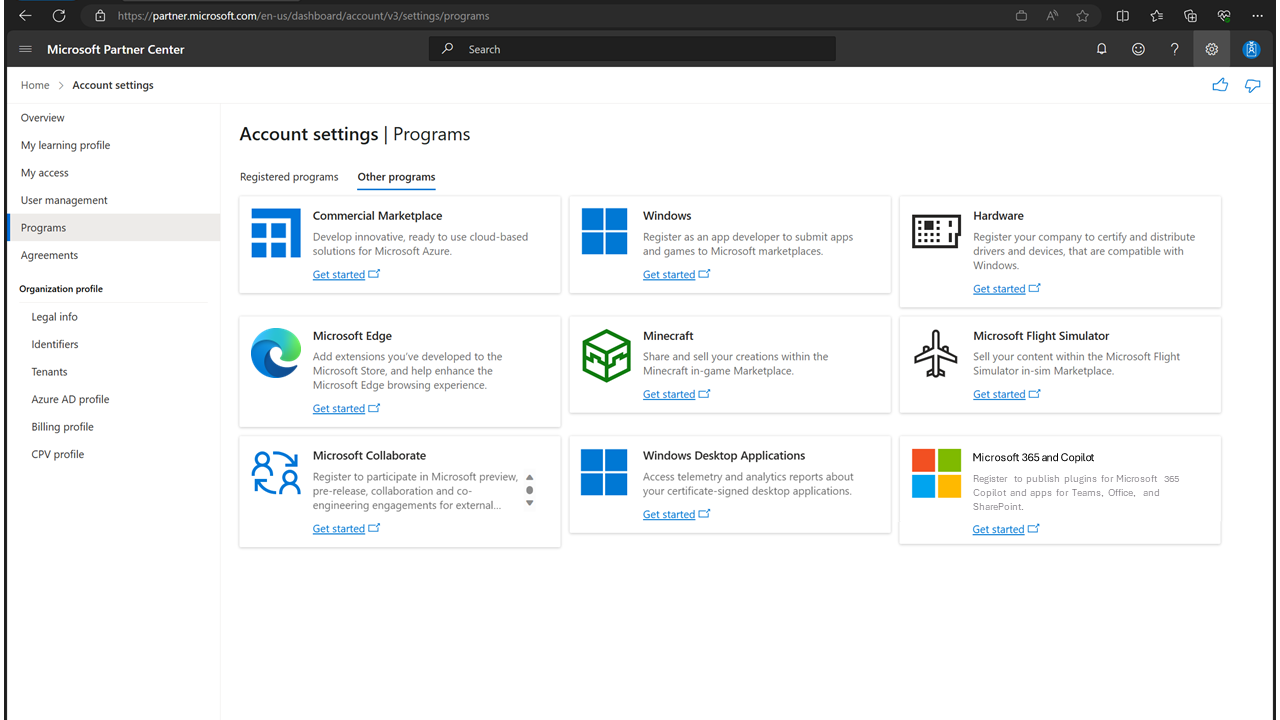 https://partner.microsoft.com/en-us/dashboard/account/v3/settings/programs
Microsoft Partner Center
Search
Home
Account settings
Overview
My learning profile
My access
User management
Programs
Agreements
Organization profile
Legal info
Identifiers
Tenants
Azure AD profile
Billing profile
CPV profile
Account settings | Programs
Registered programs
Other programs
Commercial Marketplace
Develop innovative, ready to use cloud-based
solutions for Microsoft Azure.
Get started
Windows
Register as an app developer to submit apps
and games to Microsoft marketplaces.
Get started
Hardware
Register your company to certify and distribute
drivers and devices, that are compatible with
Windows.
Get started
Microsoft Edge
Add extensions you've developed to the
Microsoft Store, and help enhance the
Microsoft Edge browsing experience.
Get started
Minecraft
Share and sell your creations within the
Minecraft in-game Marketplace.
Get started
Microsoft Flight Simulator
Sell your content within the Microsoft Flight
Simulator in-sim Marketplace.
Get started
Microsoft Collaborate
Register to participate in Microsoft preview,
pre-release, collaboration and co-
engineering engagements for external...
Get started
Windows Desktop Applications
Access telemetry and analytics reports about
your certificate-signed desktop applications.
Get started
Microsoft 365 and Copilot
Register to publish plugins for Microsoft 365
Copilot and apps for Teams, Office, and
SharePoint.
Get started